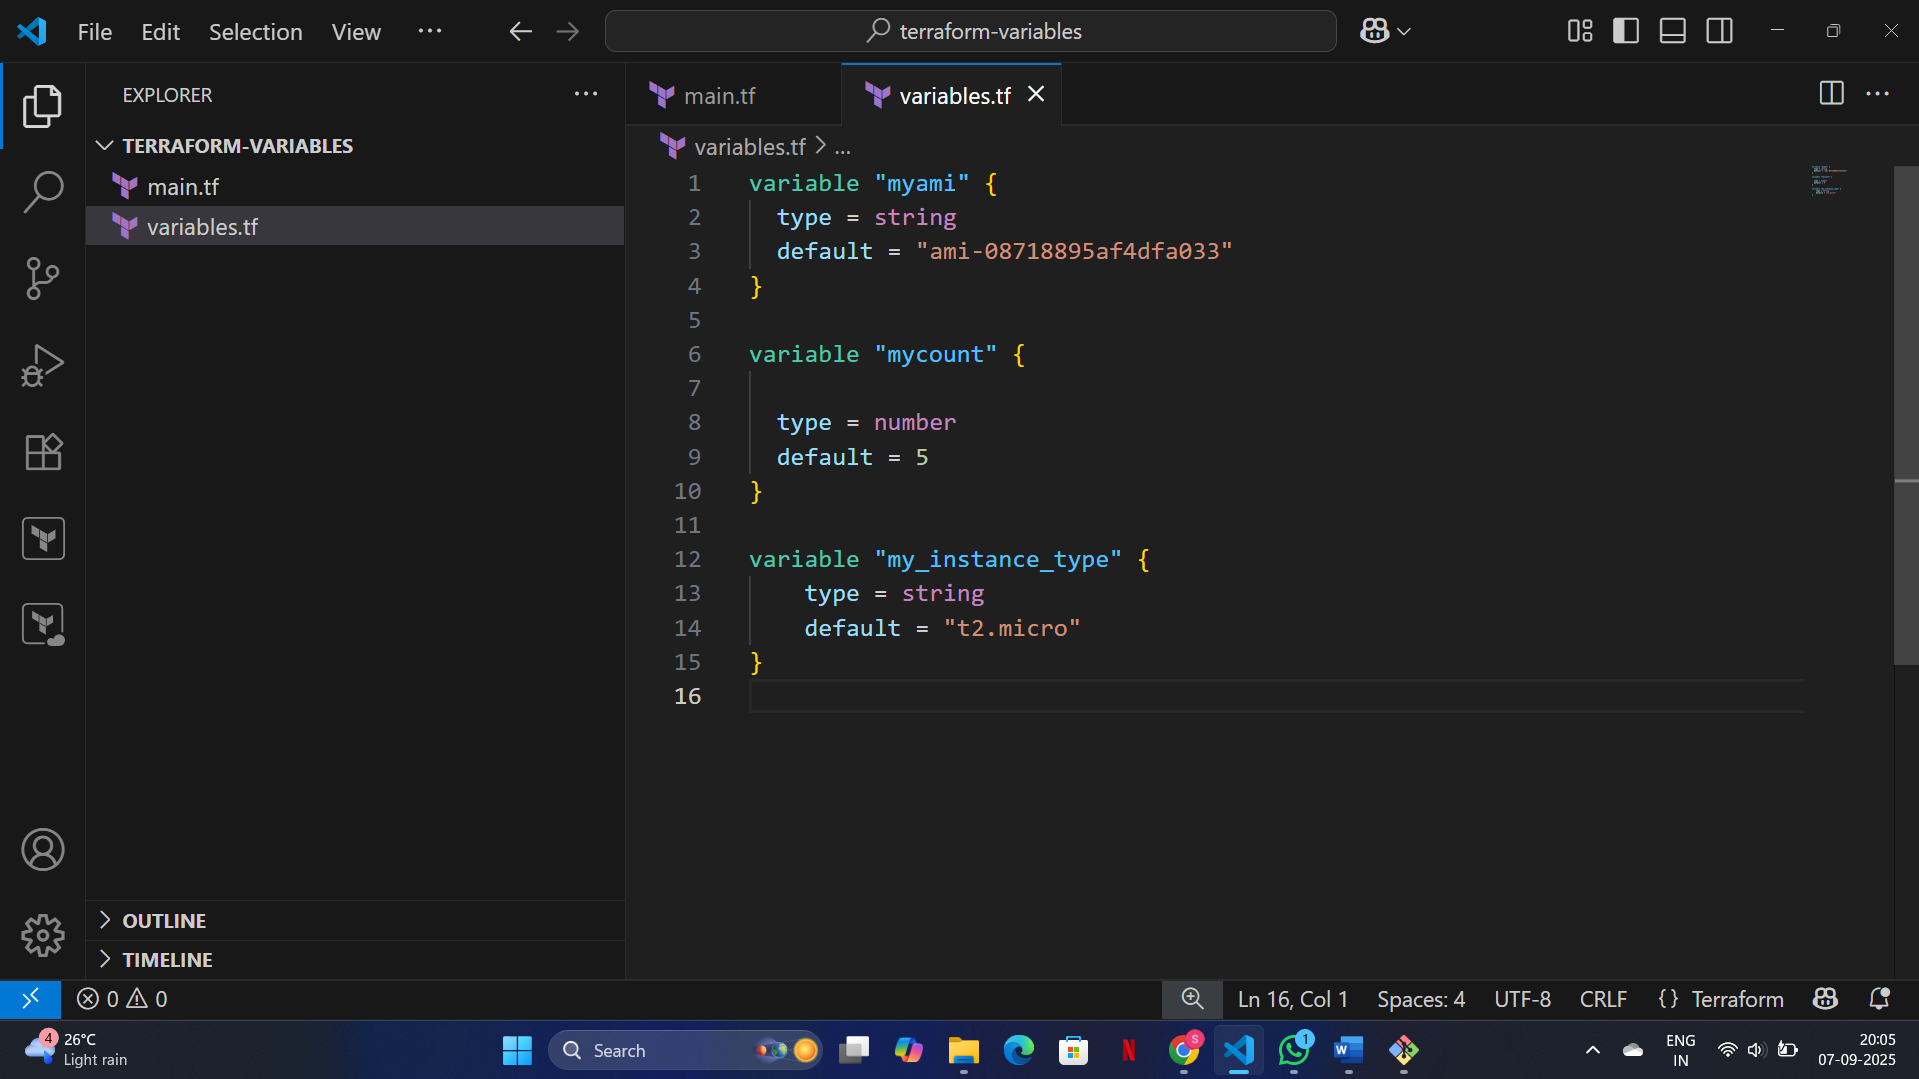 File Edit Selection View ... terraform-variables
EXPLORER ...
main.tf variables.tf
TERRAFORM-VARIABLES
main.tf
variables.tf
variables.tf > ...
1 variable "myami" {
2 type = string
3 default = "ami-08718895af4dfa033"
4 }
5
6 variable "mycount" {
7
8 type = number
9 default = 5
10 }
11
12 variable "my_instance_type" {
13 type = string
14 default = "t2.micro"
15 }
16
OUTLINE
TIMELINE
0 0 Ln 16, Col 1 Spaces: 4 UTF-8 CRLF {} Terraform
4 26°C
Light rain
Search
S
1
W
N
ENG
IN
20:05
07-09-2025